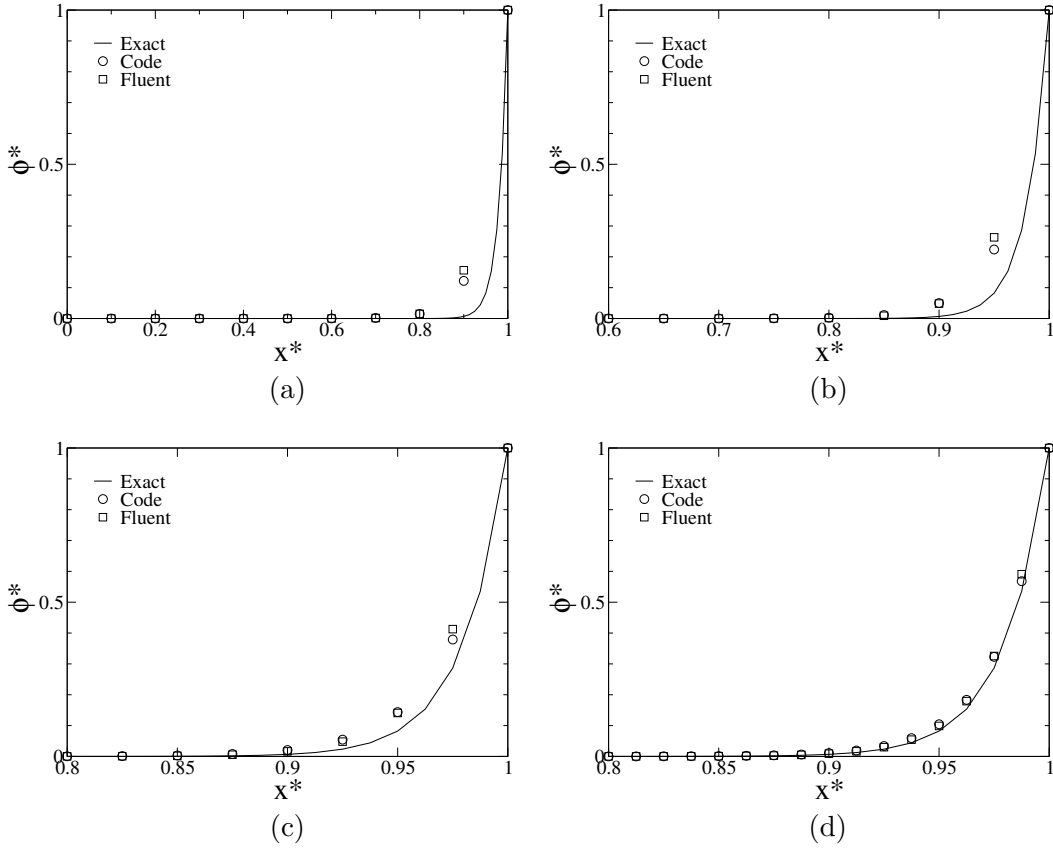 1
Exact
Code
Fluent
0.5
ϕ*
0
0 0.2 0.4 0.6 0.8 1
x*
(a)
1
Exact
Code
Fluent
0.5
ϕ*
0
0.6 0.7 0.8 0.9 1
x*
(b)
1
Exact
Code
Fluent
0.5
ϕ*
0
0.8 0.85 0.9 0.95 1
x*
(c)
1
Exact
Code
Fluent
0.5
ϕ*
0
0.8 0.85 0.9 0.95 1
x*
(d)